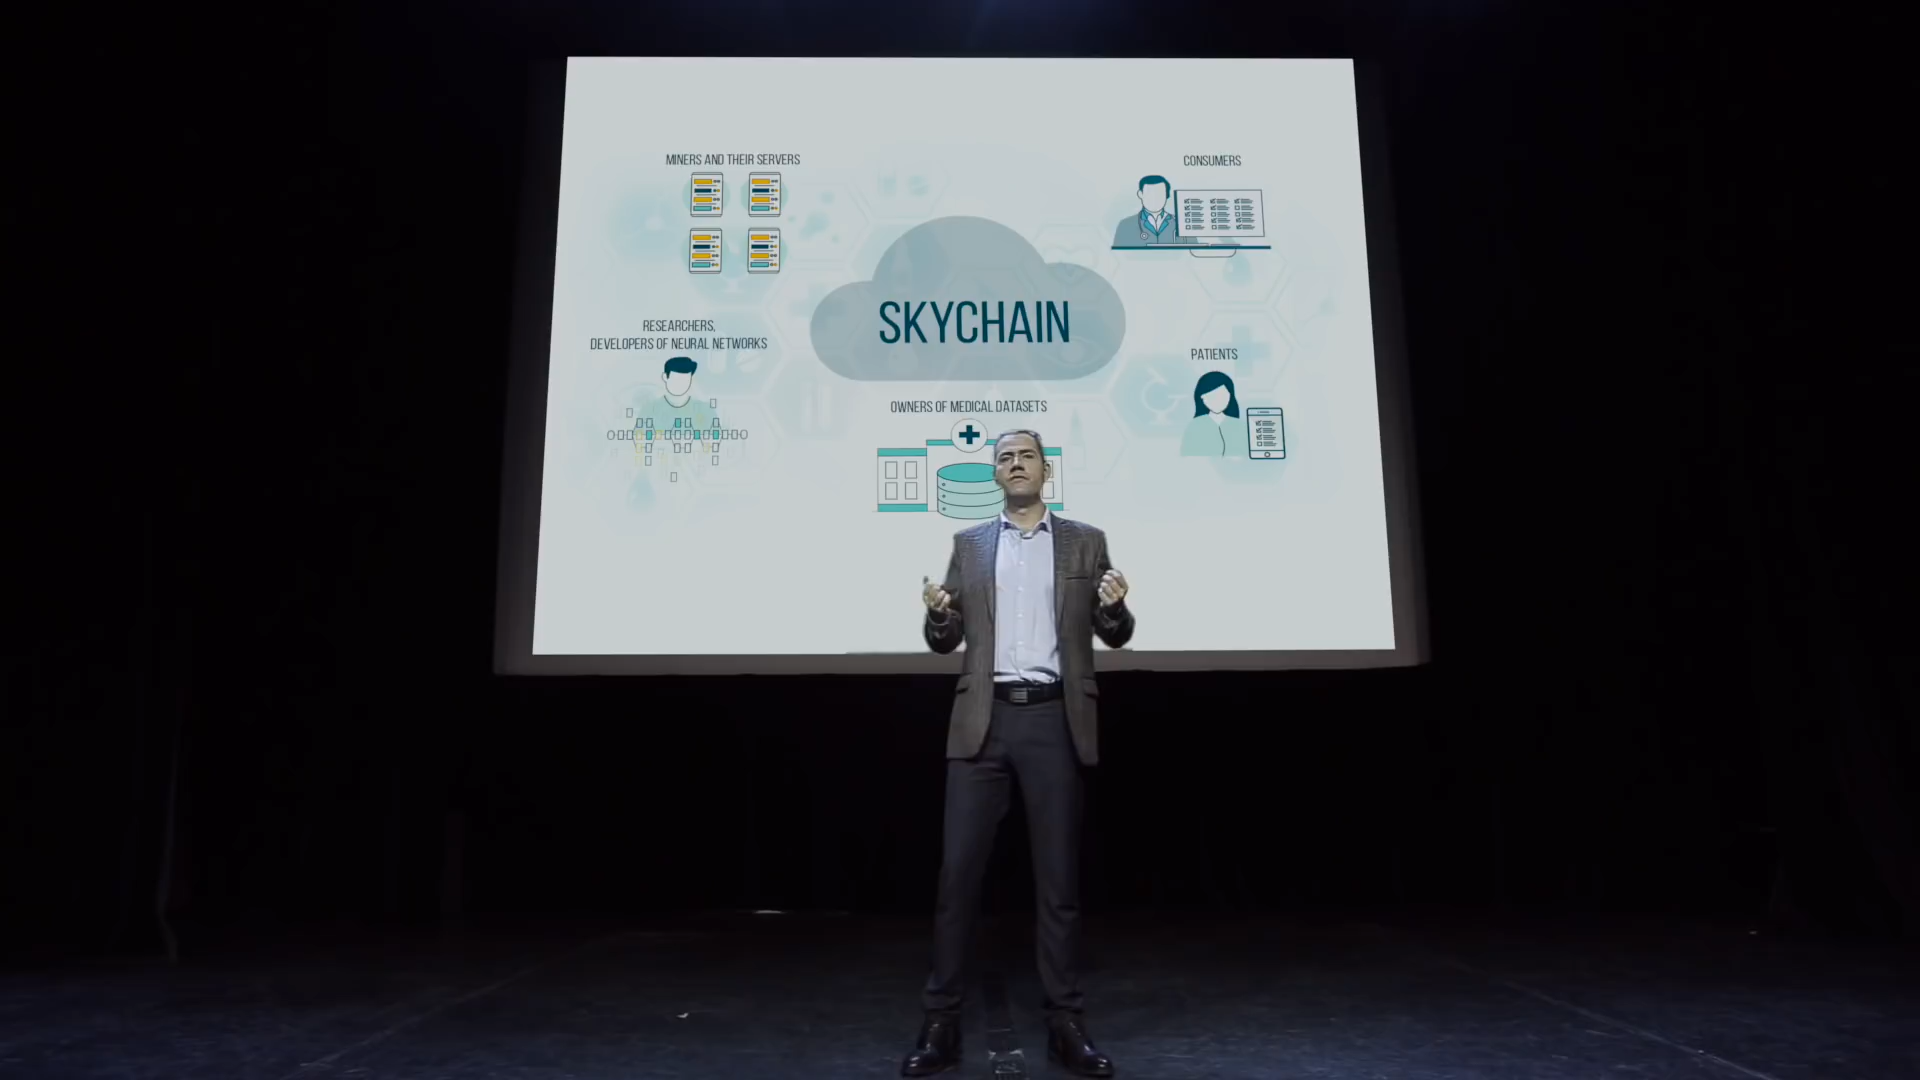 MINERS AND THEIR SERVERS
CONSUMERS
SKYCHAIN
RESEARCHERS,
DEVELOPERS OF NEURAL NETWORKS
PATIENTS
OWNERS OF MEDICAL DATASETS